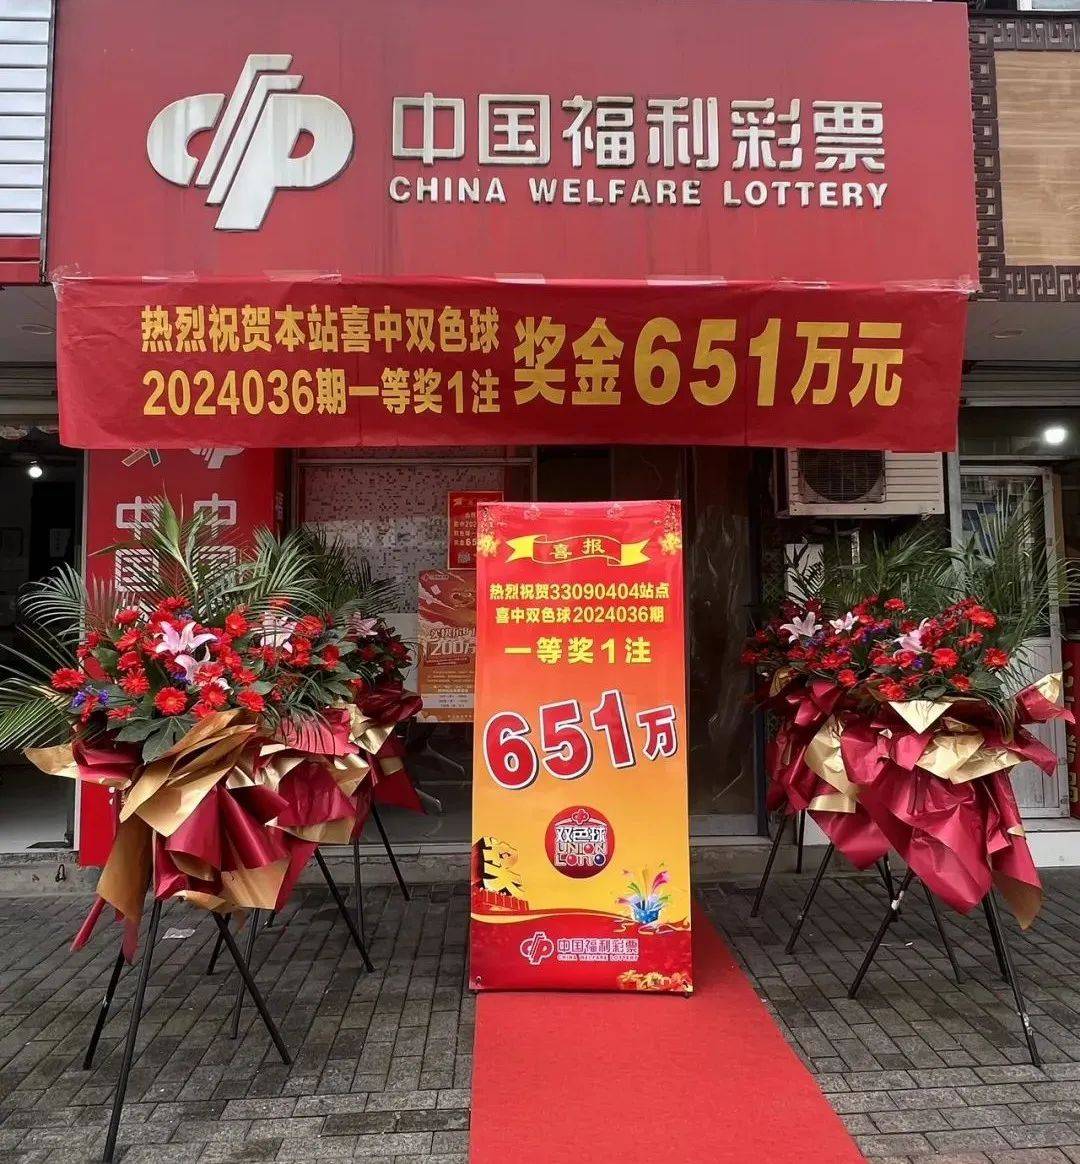 中国福利彩票
CHINA WELFARE LOTTERY
热烈祝贺本站喜中双色球
2024036期一等奖1注
奖金651万元
喜报
热烈祝贺33090404站点
喜中双色球2024036期
一等奖1注
651万
双色球
UNION
LOTTO
奖
中国福利彩票
CHINA WELFARE LOTTERY